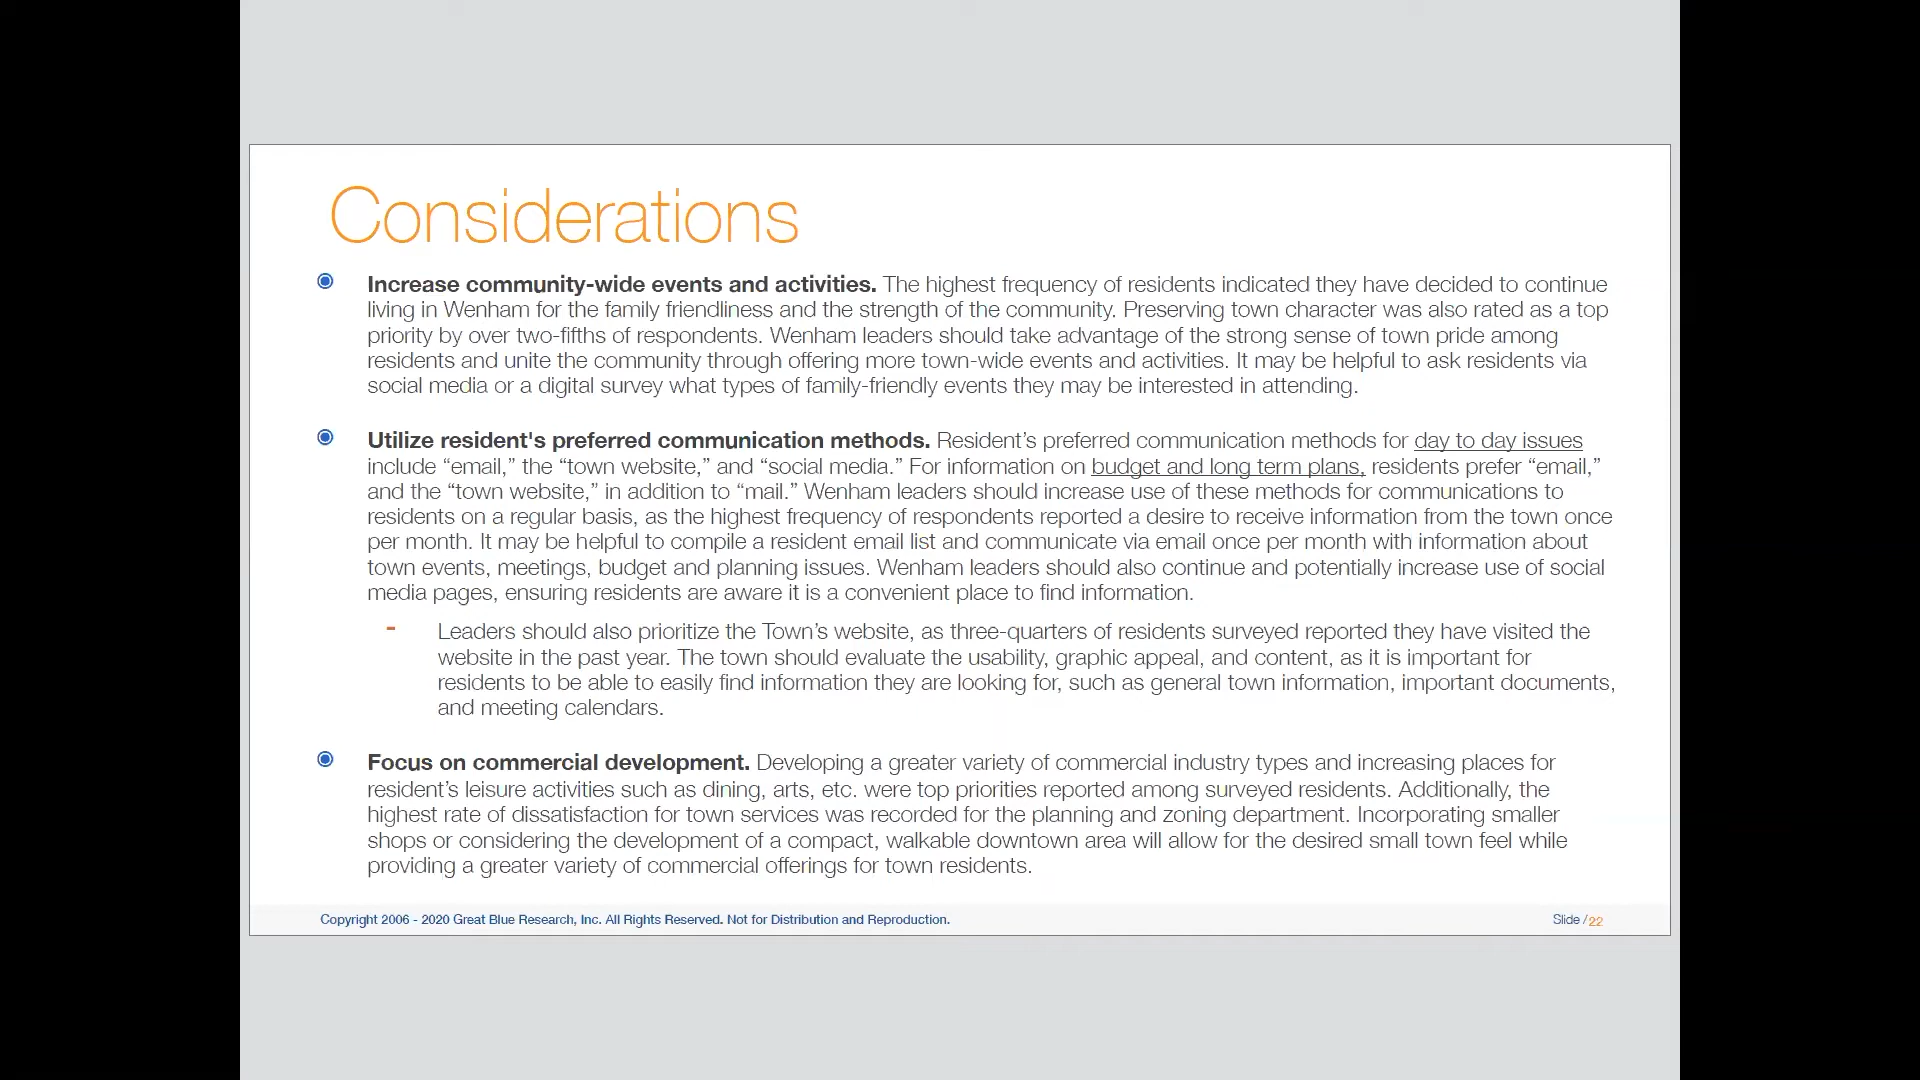 Considerations
Increase community-wide events and activities. The highest frequency of residents indicated they have decided to continue
living in Wenham for the family friendliness and the strength of the community. Preserving town character was also rated as a top
priority by over two-fifths of respondents. Wenham leaders should take advantage of the strong sense of town pride among
residents and unite the community through offering more town-wide events and activities. It may be helpful to ask residents via
social media or a digital survey what types of family-friendly events they may be interested in attending.
Utilize resident's preferred communication methods. Resident’s preferred communication methods for day to day issues
include “email,” the “town website,” and “social media.” For information on budget and long term plans, residents prefer “email,”
and the “town website,” in addition to “mail.” Wenham leaders should increase use of these methods for communications to
residents on a regular basis, as the highest frequency of respondents reported a desire to receive information from the town once
per month. It may be helpful to compile a resident email list and communicate via email once per month with information about
town events, meetings, budget and planning issues. Wenham leaders should also continue and potentially increase use of social
media pages, ensuring residents are aware it is a convenient place to find information.
- Leaders should also prioritize the Town’s website, as three-quarters of residents surveyed reported they have visited the
website in the past year. The town should evaluate the usability, graphic appeal, and content, as it is important for
residents to be able to easily find information they are looking for, such as general town information, important documents,
and meeting calendars.
Focus on commercial development. Developing a greater variety of commercial industry types and increasing places for
resident’s leisure activities such as dining, arts, etc. were top priorities reported among surveyed residents. Additionally, the
highest rate of dissatisfaction for town services was recorded for the planning and zoning department. Incorporating smaller
shops or considering the development of a compact, walkable downtown area will allow for the desired small town feel while
providing a greater variety of commercial offerings for town residents.
Copyright 2006 - 2020 Great Blue Research, Inc. All Rights Reserved. Not for Distribution and Reproduction.
Slide / 22